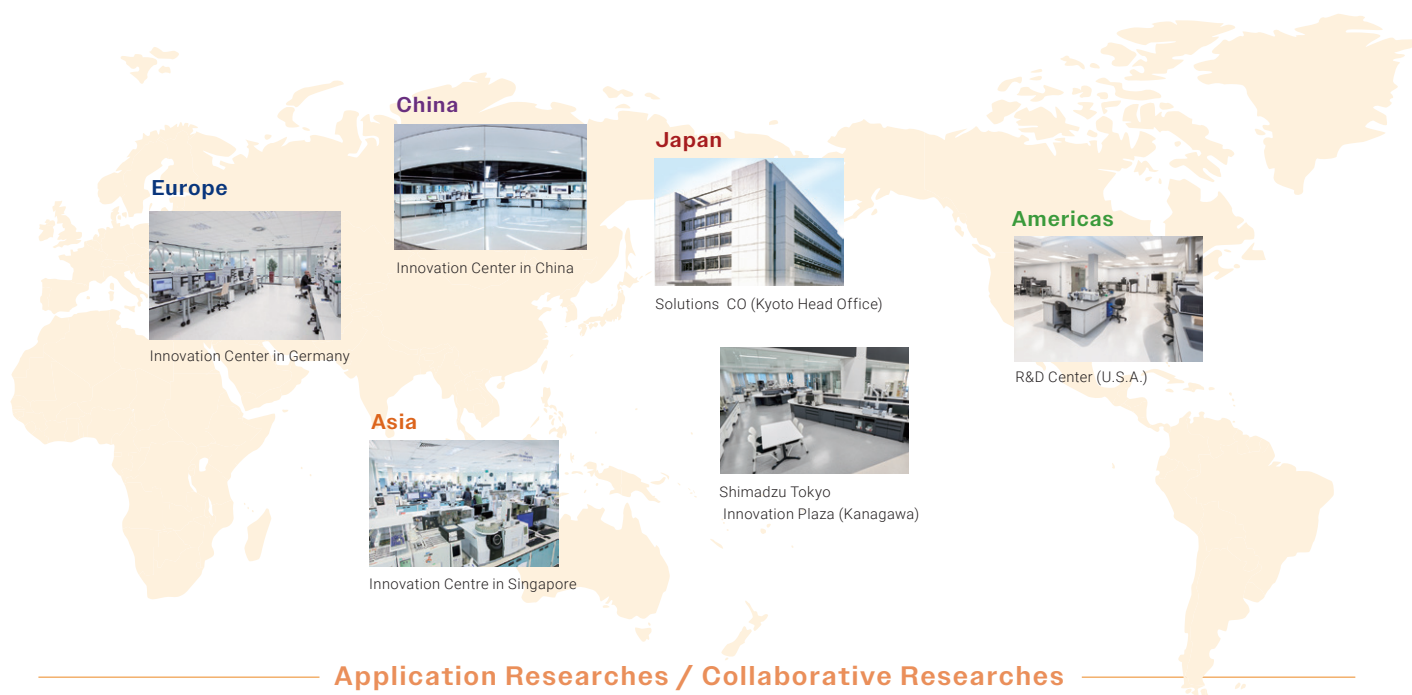 China
Innovation Center in China
Japan
Solutions CO (Kyoto Head Office)
Europe
Innovation Center in Germany
Americas
R&D Center (U.S.A.)
Asia
Innovation Centre in Singapore
Shimadzu Tokyo
Innovation Plaza (Kanagawa)
Application Researches / Collaborative Researches